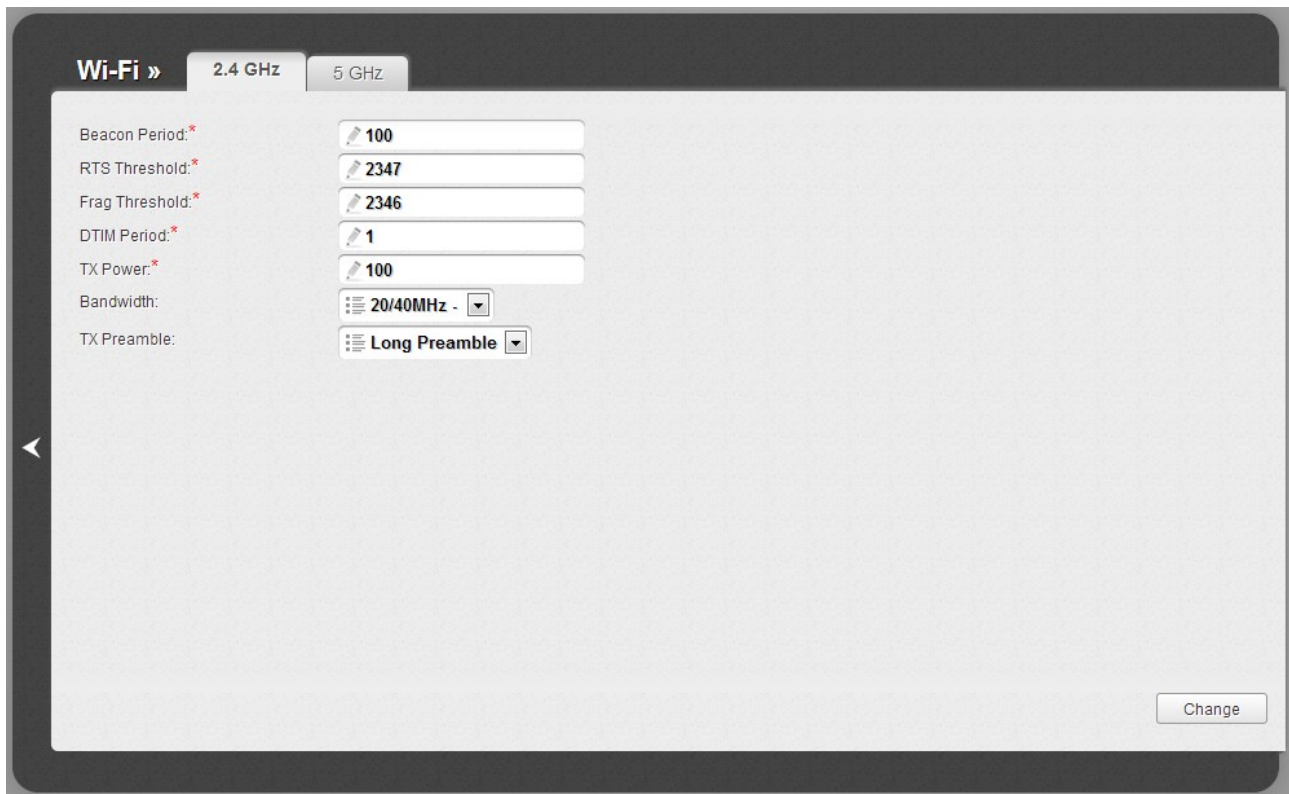 Wi-Fi » 2.4 GHz 5 GHz
Beacon Period:* 100
RTS Threshold:* 2347
Frag Threshold:* 2346
DTIM Period:* 1
TX Power:* 100
Bandwidth: 20/40MHz -
TX Preamble: Long Preamble
Change